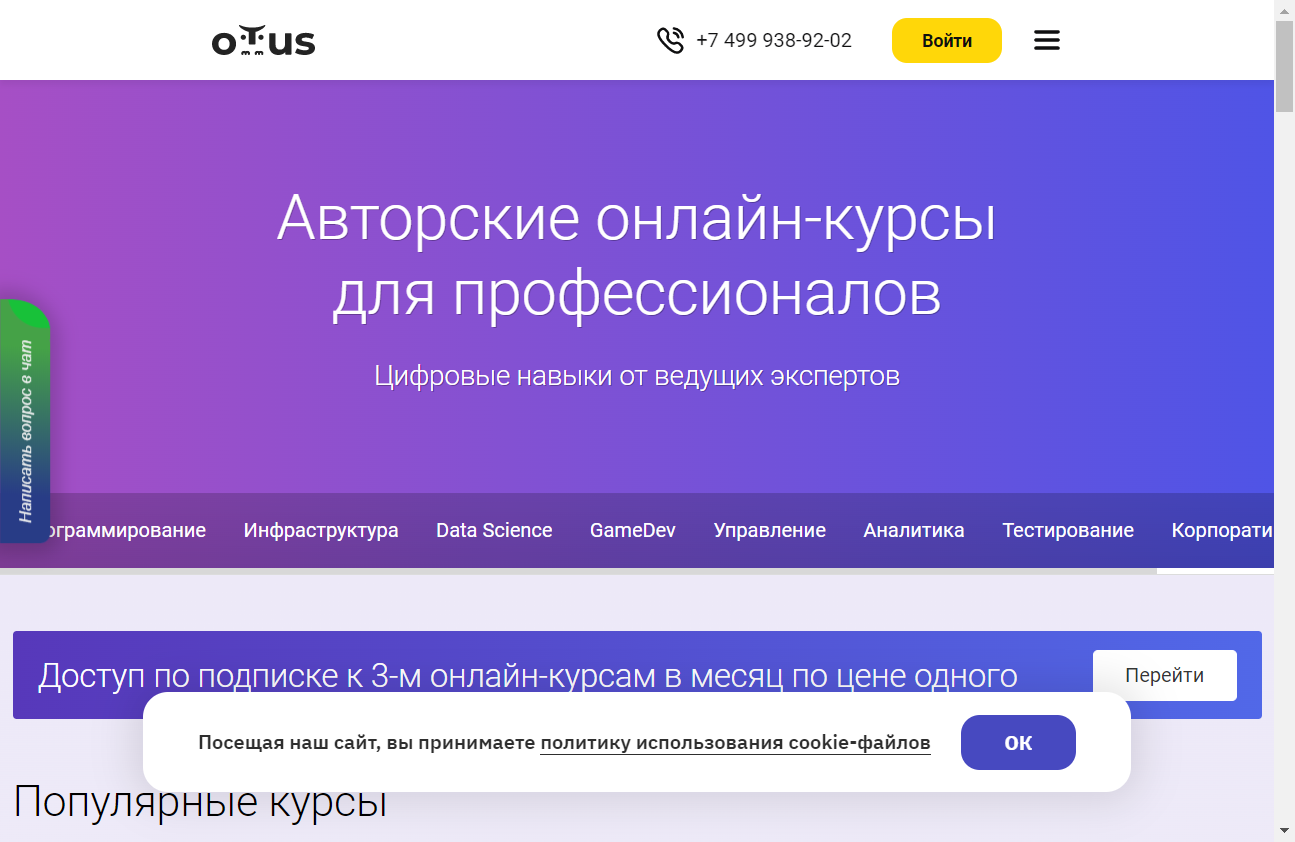 oTus
+7 499 938-92-02
Войти
Авторские онлайн-курсы
для профессионалов
Цифровые навыки от ведущих экспертов
Написать вопрос в чат
ограммирование Инфраструктура Data Science GameDev Управление Аналитика Тестирование Корпорати
Доступ по подписке к 3-м онлайн-курсам в месяц по цене одного
Перейти
Посещая наш сайт, вы принимаете политику использования cookie-файлов
ОК
Популярные курсы